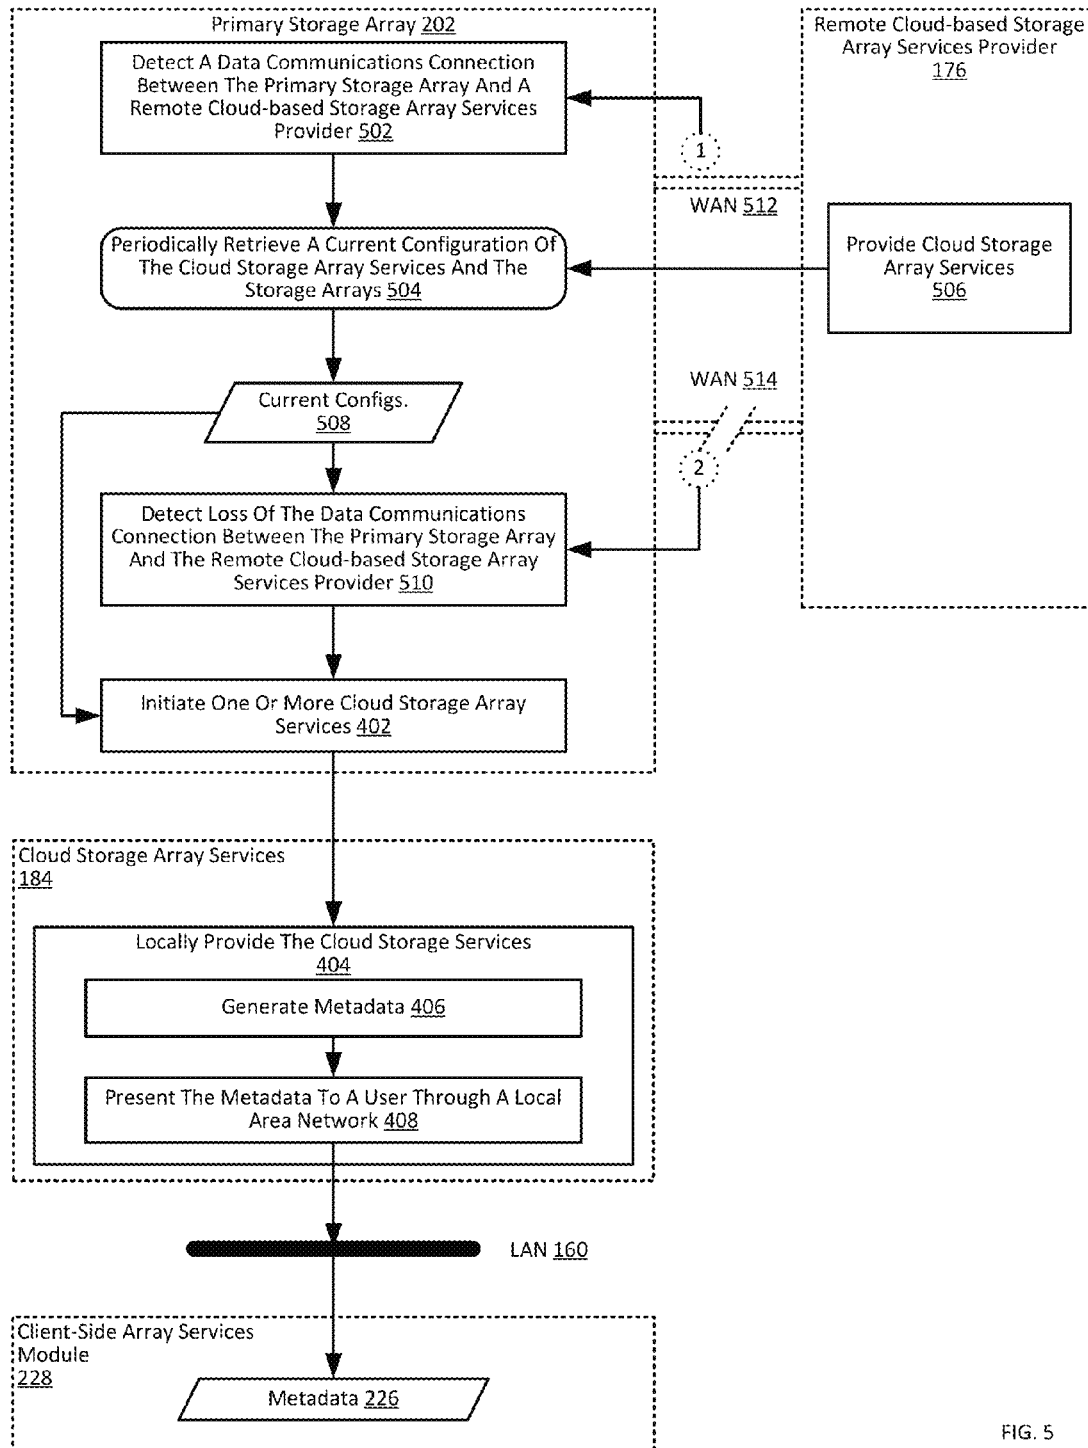 Primary Storage Array 202
Detect A Data Communications Connection
Between The Primary Storage Array And A
Remote Cloud-based Storage Array Services
Provider 502
Remote Cloud-based Storage
Array Services Provider
176
1
WAN 512
Periodically Retrieve A Current Configuration Of
The Cloud Storage Array Services And The
Storage Arrays 504
Provide Cloud Storage
Array Services
506
WAN 514
Current Configs.
508
2
Detect Loss Of The Data Communications
Connection Between The Primary Storage Array
And The Remote Cloud-based Storage Array
Services Provider 510
Initiate One Or More Cloud Storage Array
Services 402
Cloud Storage Array Services
184
Locally Provide The Cloud Storage Services
404
Generate Metadata 406
Present The Metadata To A User Through A Local
Area Network 408
LAN 160
Client-Side Array Services
Module
228
Metadata 226
FIG. 5